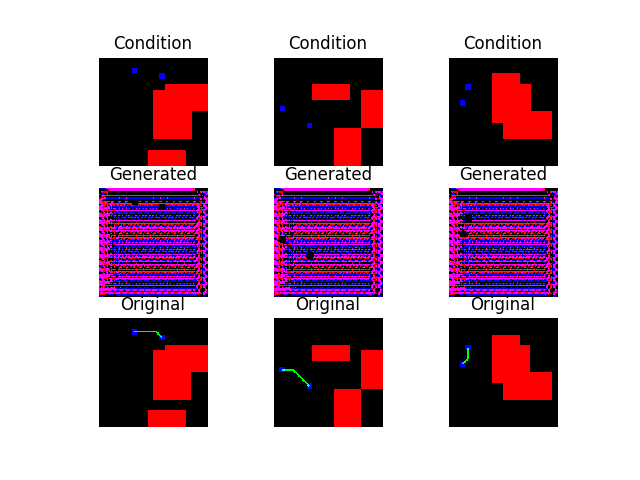 Condition Condition Condition
Generated Generated Generated
Original Original Original